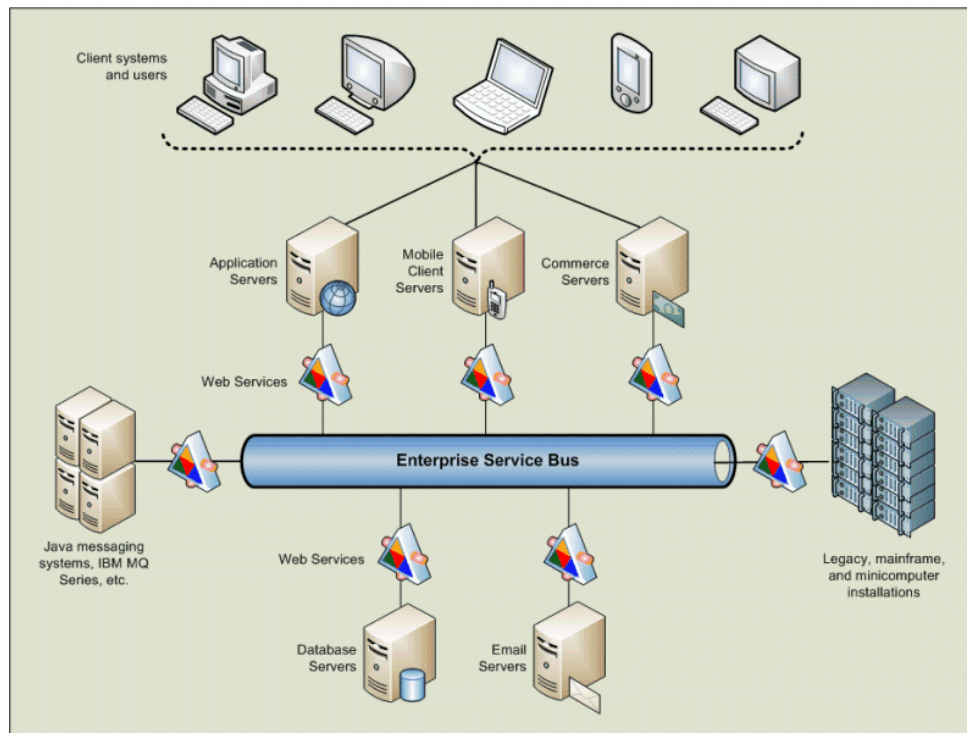 Client systems
and users
Application
Servers
Mobile
Client
Servers
Commerce
Servers
Web Services
Enterprise Service Bus
Java messaging
systems, IBM MQ
Series, etc.
Web Services
Legacy, mainframe,
and minicomputer
installations
Database
Servers
Email
Servers